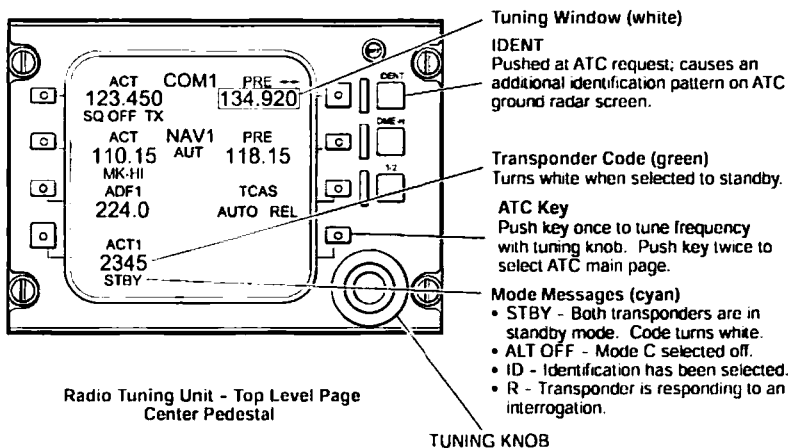 ACT COM1 PRE ↔
123.450 134.920
SQ OFF TX
ACT NAV1 PRE
110.15 AUT 118.15
MK-HI
ADF1 TCAS
224.0 AUTO REL
ACT1
2345
STBY
IDENT
DME-H
1/2
Tuning Window (white)
IDENT
Pushed at ATC request; causes an
additional identification pattern on ATC
ground radar screen.
Transponder Code (green)
Turns white when selected to standby.
ATC Key
Push key once to tune frequency
with tuning knob. Push key twice to
select ATC main page.
Mode Messages (cyan)
• STBY - Both transponders are in
standby mode. Code turns white.
• ALT OFF - Mode C selected off.
• ID - Identification has been selected.
• R - Transponder is responding to an
interrogation.
Radio Tuning Unit - Top Level Page
Center Pedestal
TUNING KNOB